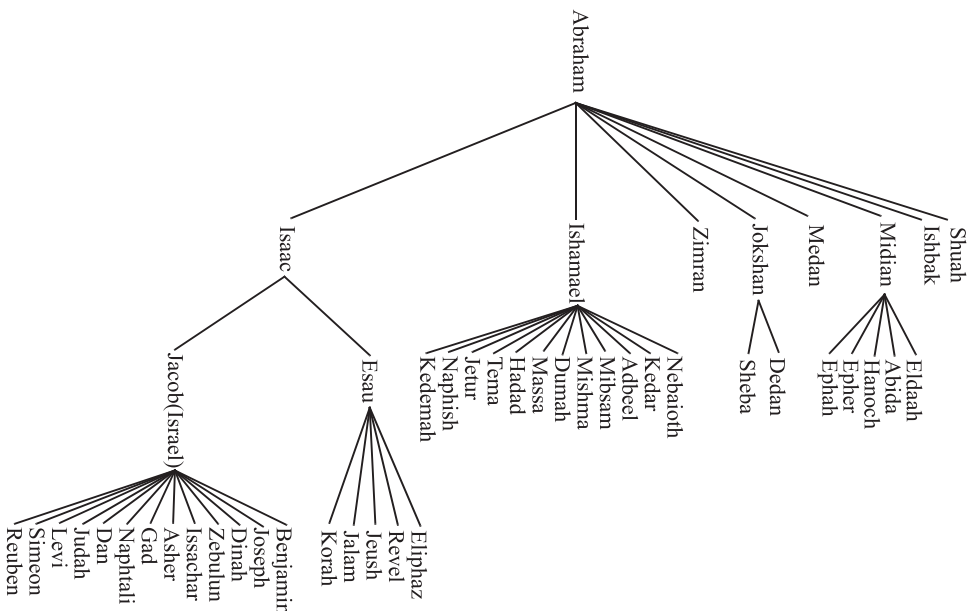 Abraham
Isaac
Ishamael
Zimran
Jokshan
Medan
Midian
Ishbak
Shuah
Jacob(Israel)
Esau
Kedemah
Naphish
Jetur
Tema
Hadad
Massa
Dumah
Mishma
Mibsam
Adbeel
Kedar
Nebaioth
Sheba
Dedan
Ephah
Epher
Hanoch
Abida
Eldaah
Reuben
Simeon
Levi
Judah
Dan
Naphtali
Gad
Asher
Issachar
Zebulun
Dinah
Joseph
Benjamin
Korah
Jalam
Jeush
Revel
Eliphaz